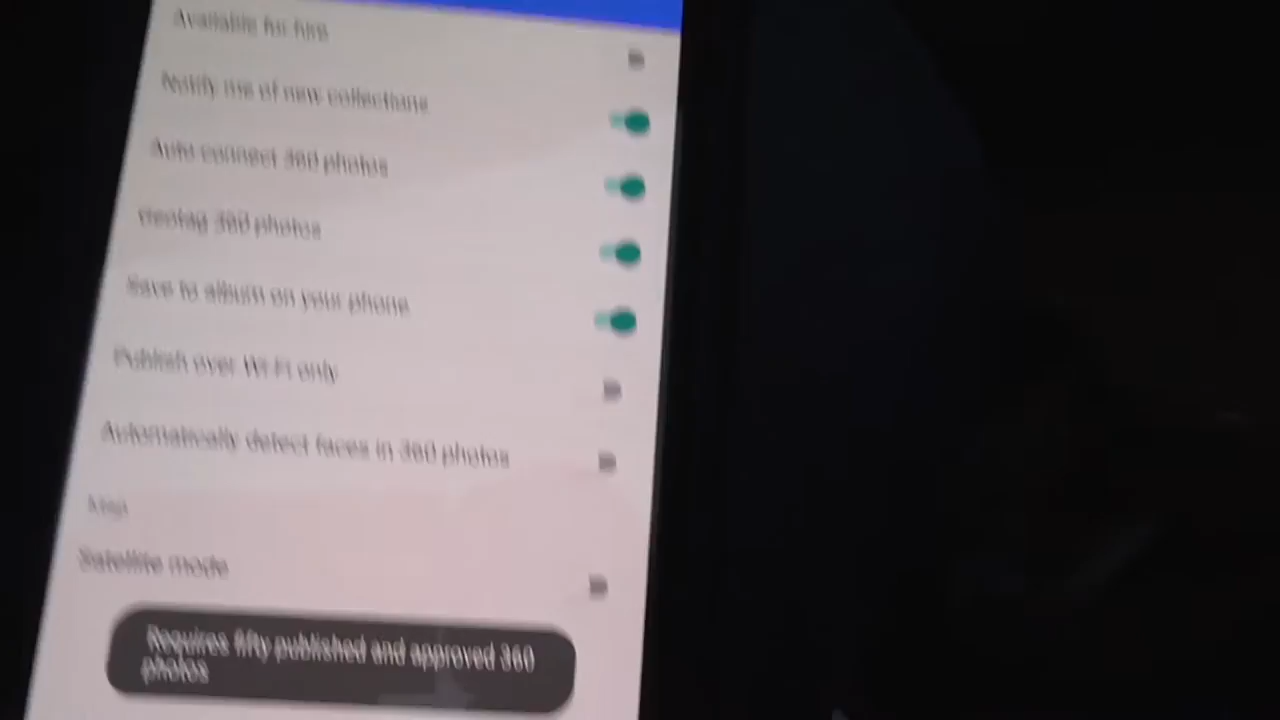 Available for hire
Notify me of new collections
Auto connect 360 photos
Geotag 360 photos
Save to album on your phone
Publish over Wi-Fi only
Automatically detect faces in 360 photos
Map
Satellite mode
Requires fifty published and approved 360
photos